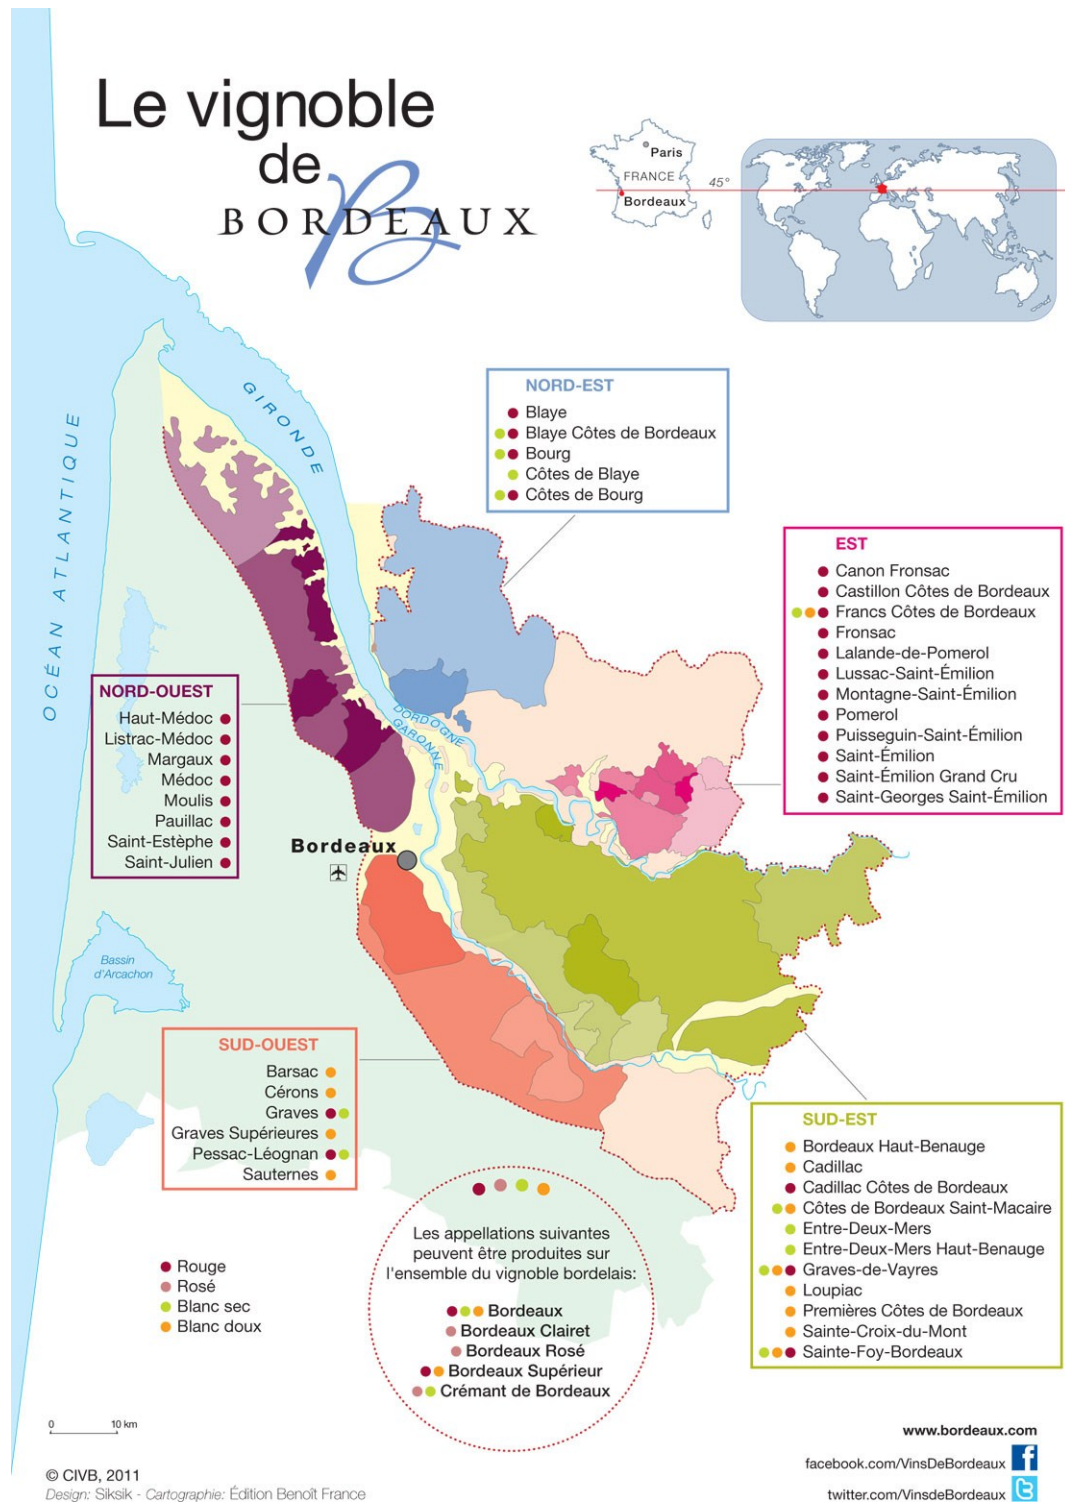 Le vignoble
de
BORDEAUX
Paris
FRANCE
45°
Bordeaux
GIRONDE
OCÉAN ATLANTIQUE
NORD-EST
Blaye
Blaye Côtes de Bordeaux
Bourg
Côtes de Blaye
Côtes de Bourg
EST
Canon Fronsac
Castillon Côtes de Bordeaux
Francs Côtes de Bordeaux
Fronsac
Lalande-de-Pomerol
Lussac-Saint-Émilion
Montagne-Saint-Émilion
Pomerol
Puisseguin-Saint-Émilion
Saint-Émilion
Saint-Émilion Grand Cru
Saint-Georges Saint-Émilion
NORD-OUEST
Haut-Médoc
Listrac-Médoc
Margaux
Médoc
Moulis
Pauillac
Saint-Estèphe
Saint-Julien
DORDOGNE
GARONNE
Bordeaux
Bassin
d'Arcachon
SUD-OUEST
Barsac
Cérons
Graves
Graves Supérieures
Pessac-Léognan
Sauternes
SUD-EST
Bordeaux Haut-Benauge
Cadillac
Cadillac Côtes de Bordeaux
Côtes de Bordeaux Saint-Macaire
Entre-Deux-Mers
Entre-Deux-Mers Haut-Benauge
Graves-de-Vayres
Loupiac
Premières Côtes de Bordeaux
Sainte-Croix-du-Mont
Sainte-Foy-Bordeaux
Les appellations suivantes
peuvent être produites sur
l'ensemble du vignoble bordelais:
Bordeaux
Bordeaux Clairet
Bordeaux Rosé
Bordeaux Supérieur
Crémant de Bordeaux
Rouge
Rosé
Blanc sec
Blanc doux
0 10 km
© CIVB, 2011
Design: Siksik - Cartographie: Édition Benoît France
www.bordeaux.com
facebook.com/VinsDeBordeaux
twitter.com/VinsdeBordeaux